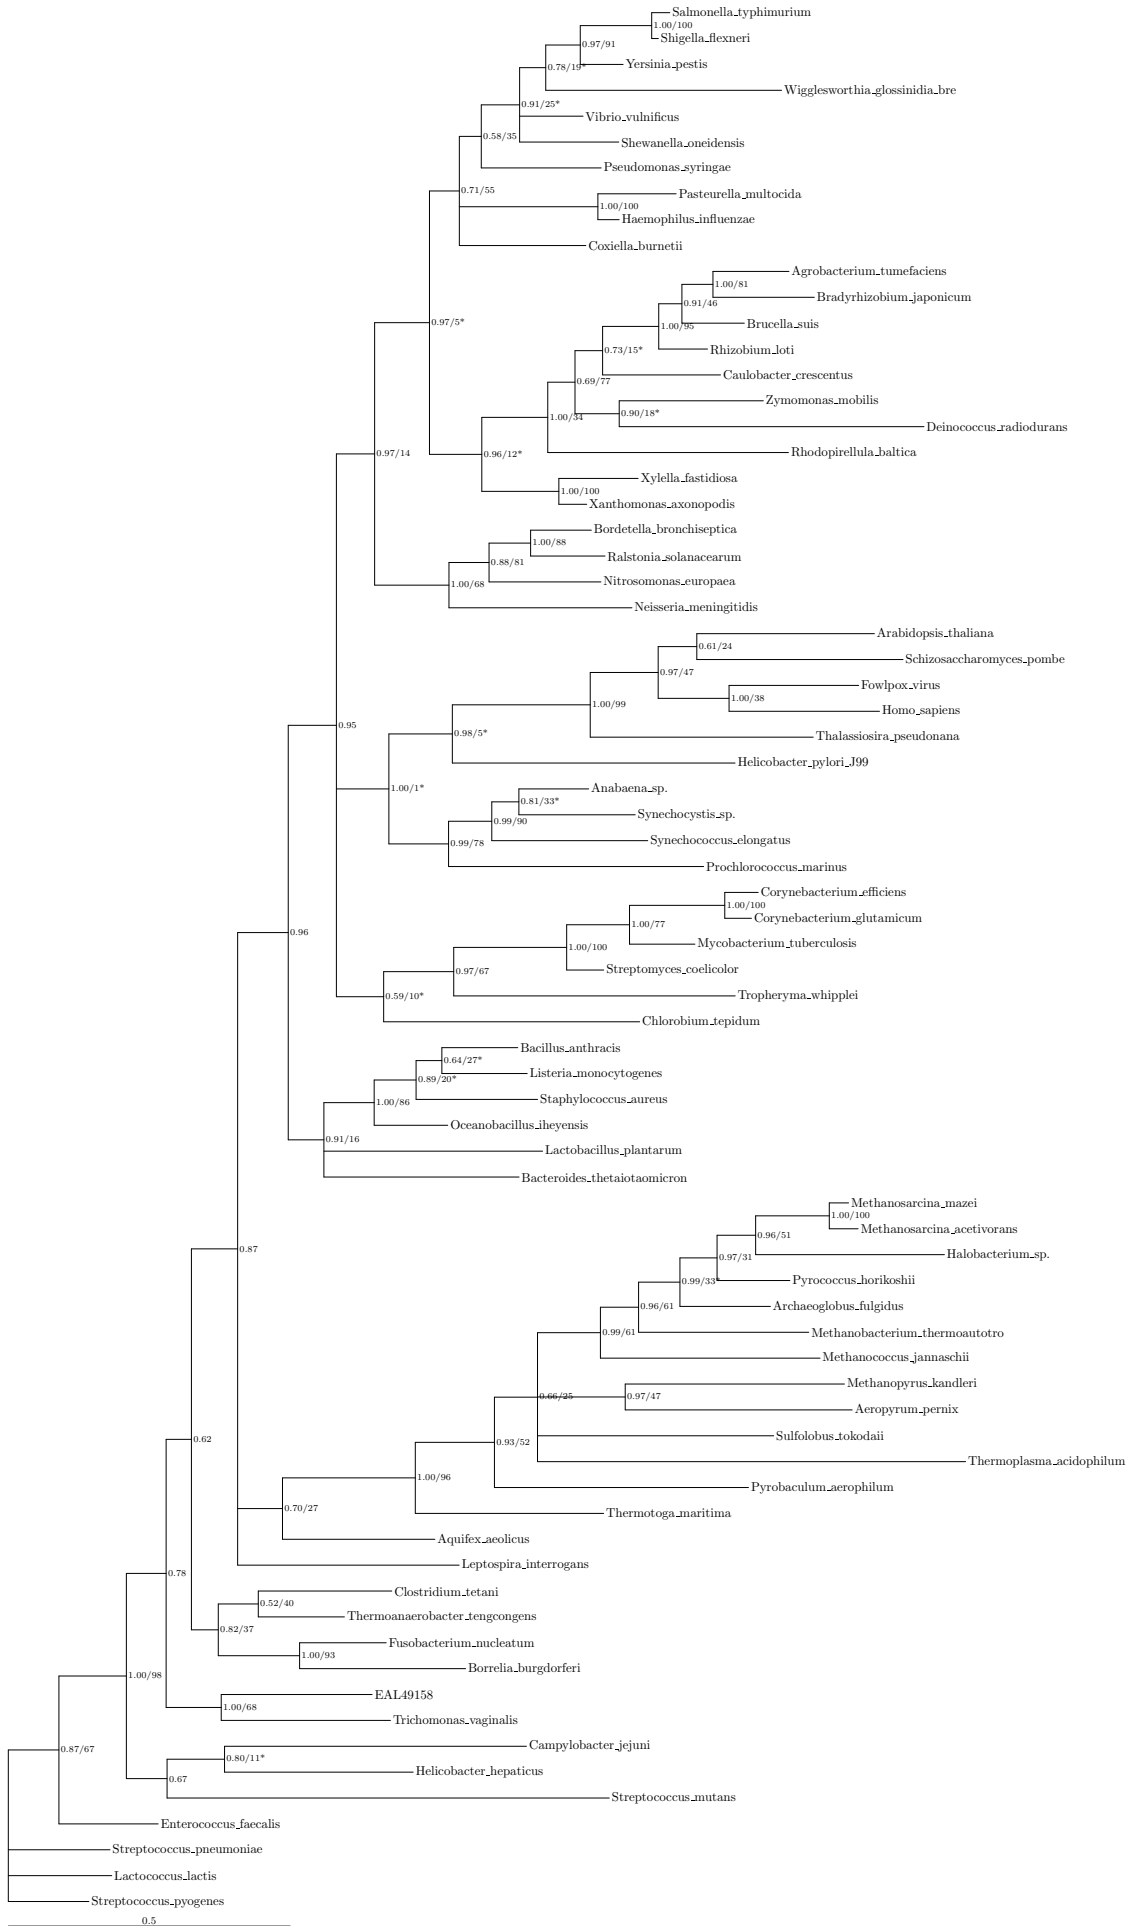 Salmonella_typhimurium
1.00/100
Shigella_flexneri
0.97/91
Yersinia_pestis
0.78/19*
Wigglesworthia_glossinidia_bre
0.91/25*
Vibrio_vulnificus
0.58/35
Shewanella_oneidensis
Pseudomonas_syringae
0.71/55
Pasteurella_multocida
1.00/100
Haemophilus_influenzae
Coxiella_burnetii
Agrobacterium_tumefaciens
1.00/81
Bradyrhizobium_japonicum
0.91/46
Brucella_suis
0.97/5*
1.00/95
Rhizobium_loti
0.73/15*
Caulobacter_crescentus
0.69/77
Zymomonas_mobilis
0.90/18*
1.00/34
Deinococcus_radiodurans
0.97/14
0.96/12*
Rhodopirellula_baltica
Xylella_fastidiosa
1.00/100
Xanthomonas_axonopodis
Bordetella_bronchiseptica
1.00/88
Ralstonia_solanacearum
0.88/81
Nitrosomonas_europaea
1.00/68
Neisseria_meningitidis
Arabidopsis_thaliana
0.61/24
Schizosaccharomyces_pombe
0.97/47
Fowlpox_virus
1.00/38
1.00/99
Homo_sapiens
0.95
0.98/5*
Thalassiosira_pseudonana
Helicobacter_pylori_J99
1.00/1*
Anabaena_sp.
0.81/33*
Synechocystis_sp.
0.99/90
Synechococcus_elongatus
0.99/78
Prochlorococcus_marinus
Corynebacterium_efficiens
1.00/100
Corynebacterium_glutamicum
1.00/77
0.96
Mycobacterium_tuberculosis
1.00/100
Streptomyces_coelicolor
0.97/67
Tropheryma_whipplei
0.59/10*
Chlorobium_tepidum
Bacillus_anthracis
0.64/27*
Listeria_monocytogenes
0.89/20*
Staphylococcus_aureus
1.00/86
Oceanobacillus_iheyensis
0.91/16
Lactobacillus_plantarum
Bacteroides_thetaiotaomicron
Methanosarcina_mazei
1.00/100
Methanosarcina_acetivorans
0.96/51
0.87
Halobacterium_sp.
0.97/31
Pyrococcus_horikoshii
0.99/33*
Archaeoglobus_fulgidus
0.96/61
Methanobacterium_thermoautotro
0.99/61
Methanococcus_jannaschii
Methanopyrus_kandleri
0.66/25
0.97/47
Aeropyrum_pernix
Sulfolobus_tokodaii
0.62
0.93/52
Thermoplasma_acidophilum
1.00/96
Pyrobaculum_aerophilum
0.70/27
Thermotoga_maritima
Aquifex_aeolicus
Leptospira_interrogans
0.78
Clostridium_tetani
0.52/40
Thermoanaerobacter_tengcongens
0.82/37
Fusobacterium_nucleatum
1.00/93
Borrelia_burgdorferi
1.00/98
EAL49158
1.00/68
Trichomonas_vaginalis
Campylobacter_jejuni
0.87/67
0.80/11*
Helicobacter_hepaticus
0.67
Streptococcus_mutans
Enterococcus_faecalis
Streptococcus_pneumoniae
Lactococcus_lactis
Streptococcus_pyogenes
0.5